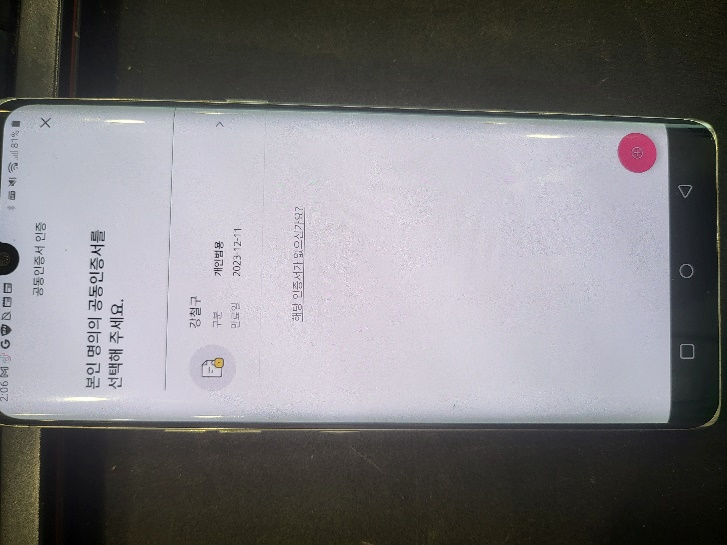 2:06 81%
공동인증서 인증
본인 명의의 공동인증서를
선택해 주세요.
강철구
구분 개인범용
만료일 2023-12-11
해당 인증서가 없으신가요?